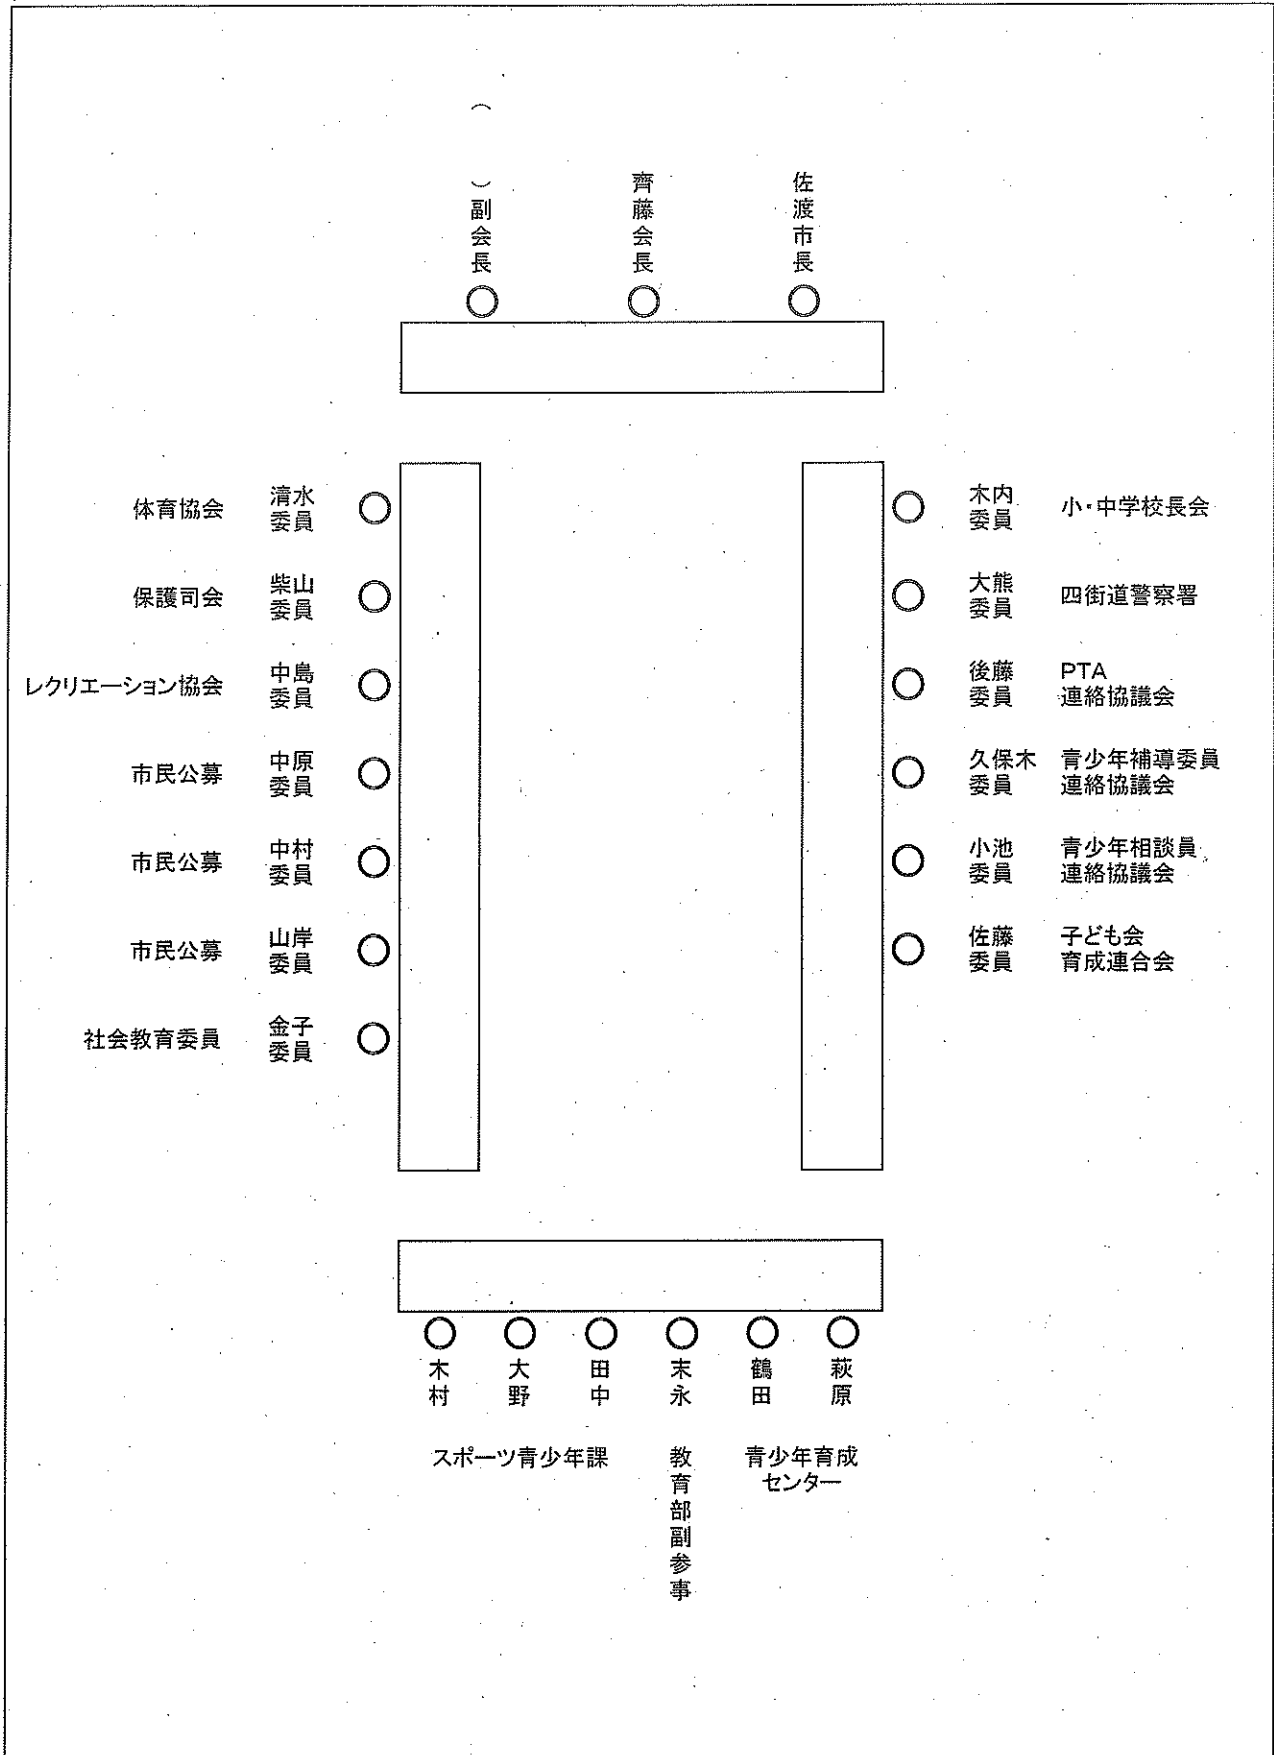 （　）副会長
齊藤会長
佐渡市長
体育協会 清水委員
保護司会 柴山委員
レクリエーション協会 中島委員
市民公募 中原委員
市民公募 中村委員
市民公募 山岸委員
社会教育委員 金子委員
木内委員 小・中学校長会
大熊委員 四街道警察署
後藤委員 PTA
連絡協議会
久保木委員 青少年補導委員
連絡協議会
小池委員 青少年相談員
連絡協議会
佐藤委員 子ども会
育成連合会
木村
大野
田中
末永
鶴田
萩原
スポーツ青少年課
教育部副参事
青少年育成
センター